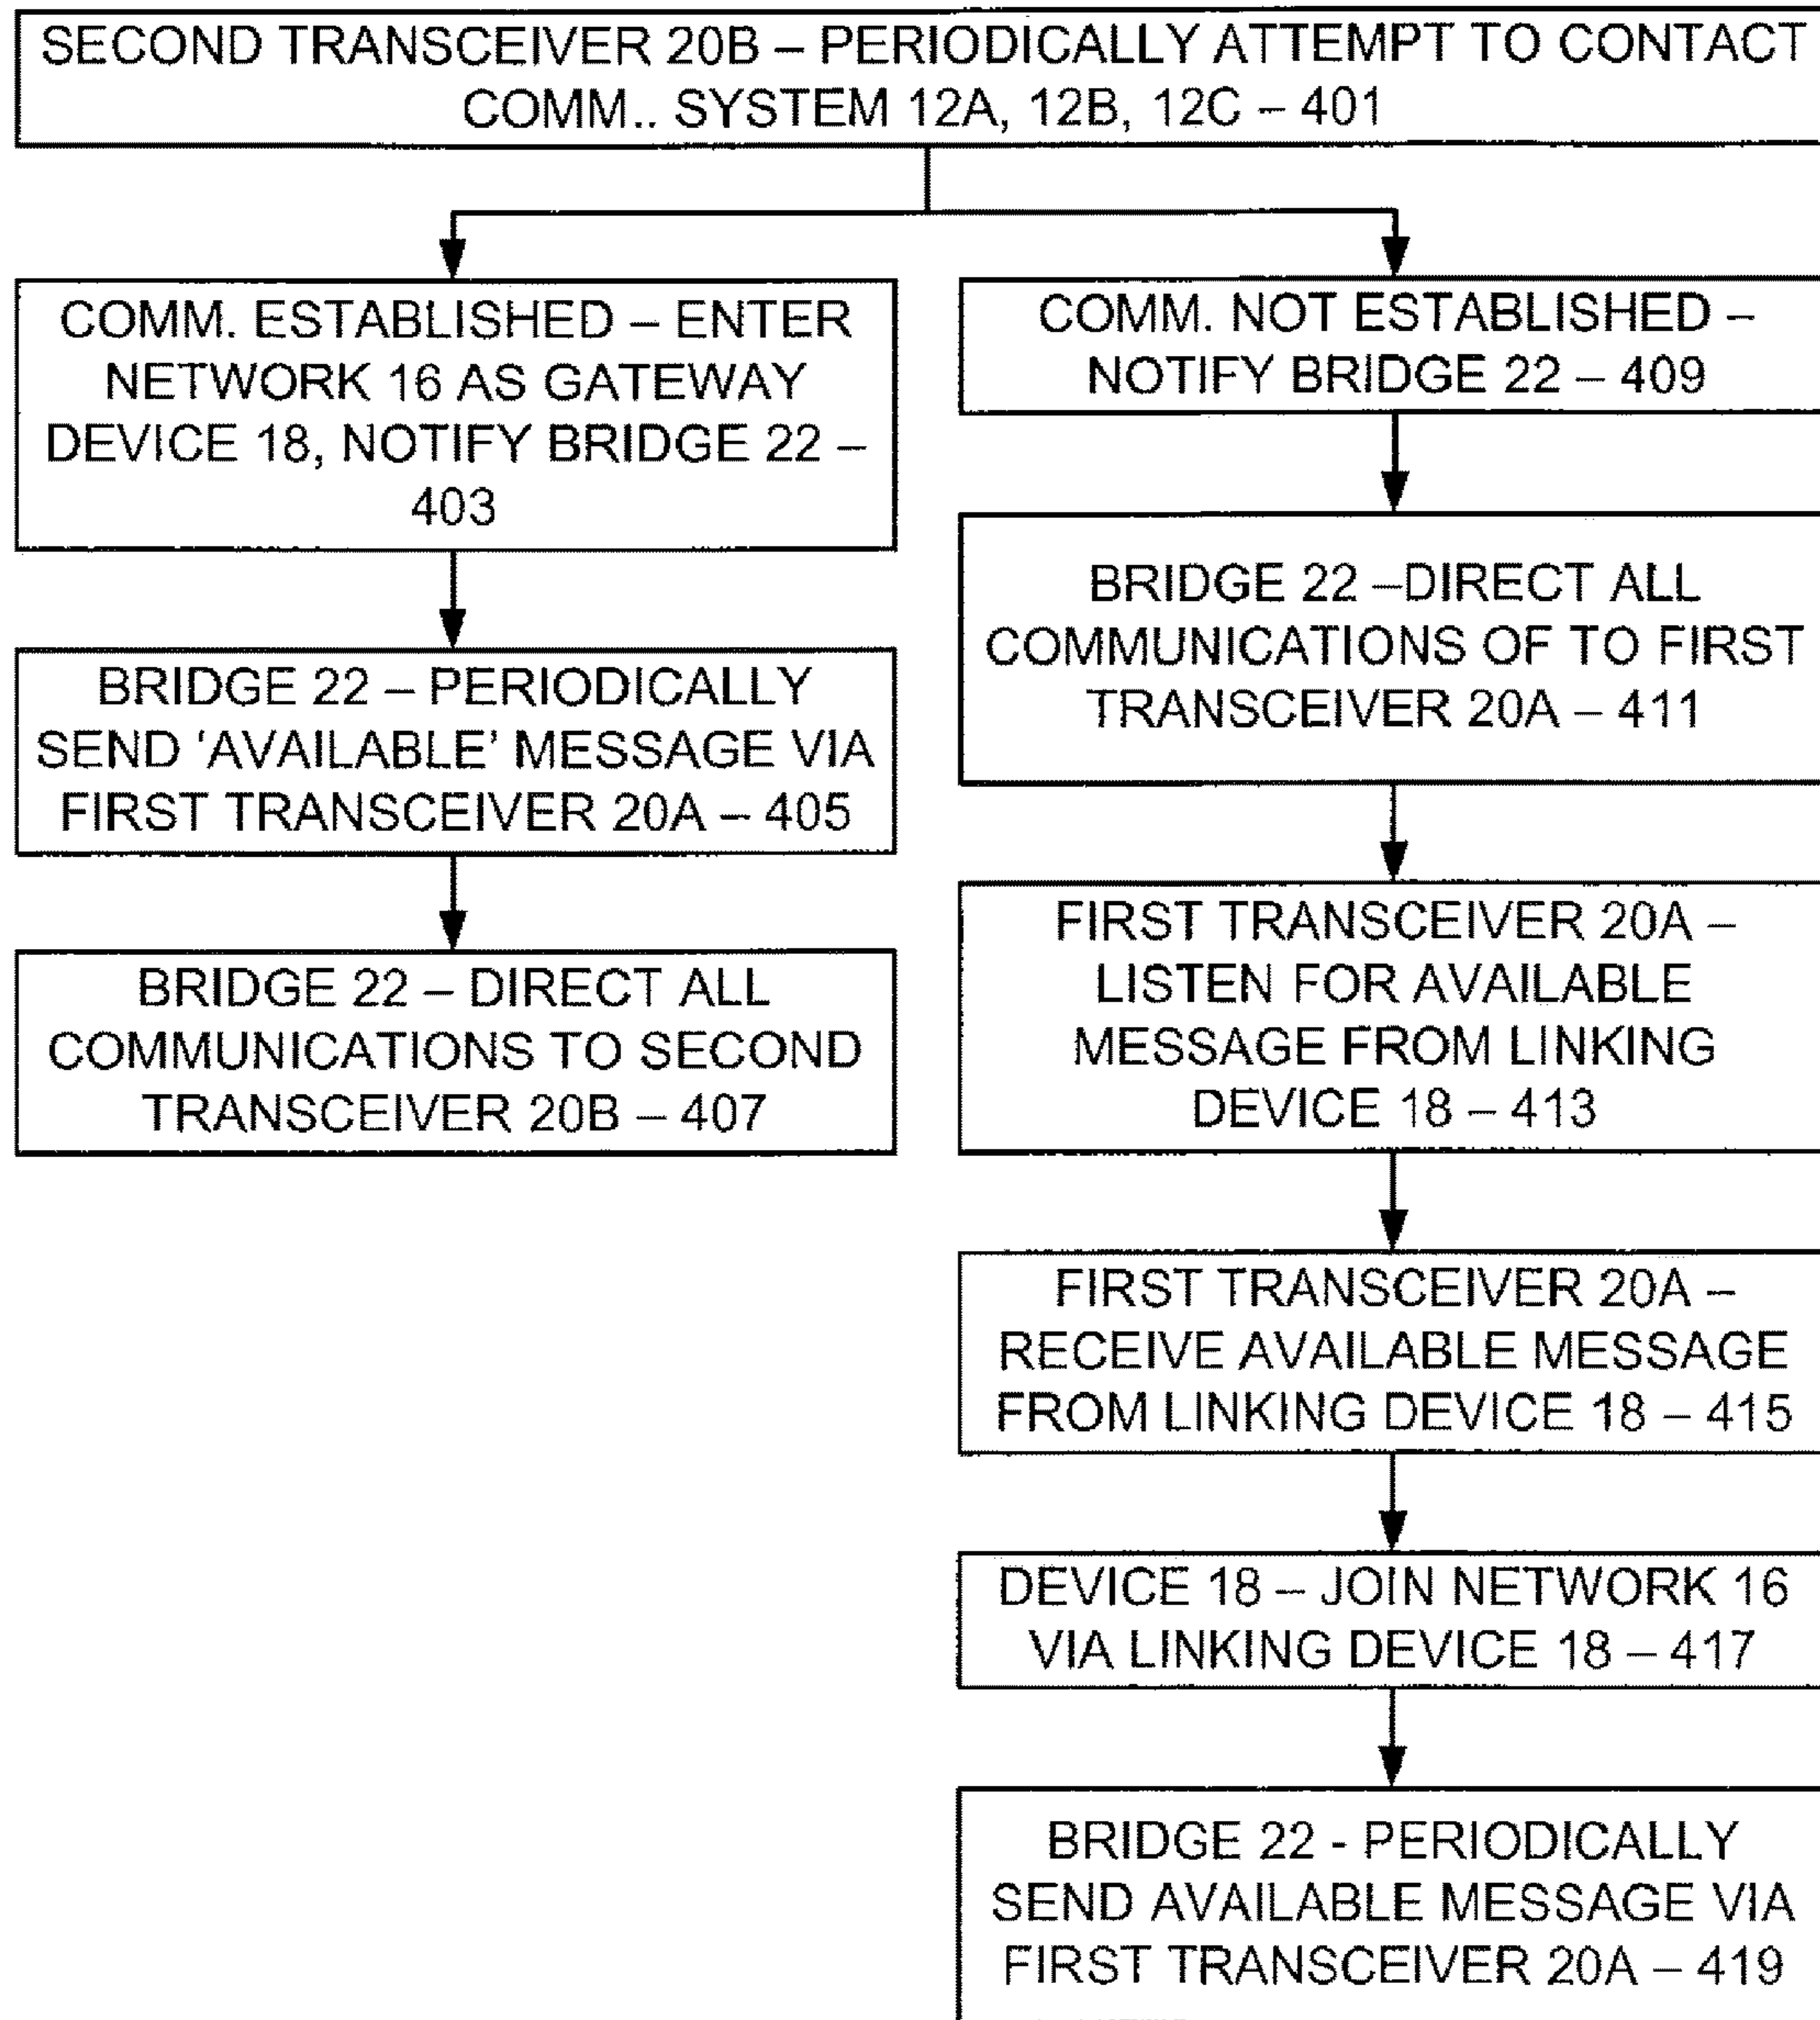 SECOND TRANSCEIVER 20B – PERIODICALLY ATTEMPT TO CONTACT
COMM.. SYSTEM 12A, 12B, 12C – 401
COMM. ESTABLISHED – ENTER
NETWORK 16 AS GATEWAY
DEVICE 18, NOTIFY BRIDGE 22 –
403
BRIDGE 22 – PERIODICALLY
SEND 'AVAILABLE' MESSAGE VIA
FIRST TRANSCEIVER 20A – 405
BRIDGE 22 – DIRECT ALL
COMMUNICATIONS TO SECOND
TRANSCEIVER 20B – 407
COMM. NOT ESTABLISHED –
NOTIFY BRIDGE 22 – 409
BRIDGE 22 –DIRECT ALL
COMMUNICATIONS OF TO FIRST
TRANSCEIVER 20A – 411
FIRST TRANSCEIVER 20A –
LISTEN FOR AVAILABLE
MESSAGE FROM LINKING
DEVICE 18 – 413
FIRST TRANSCEIVER 20A –
RECEIVE AVAILABLE MESSAGE
FROM LINKING DEVICE 18 – 415
DEVICE 18 – JOIN NETWORK 16
VIA LINKING DEVICE 18 – 417
BRIDGE 22 - PERIODICALLY
SEND AVAILABLE MESSAGE VIA
FIRST TRANSCEIVER 20A – 419